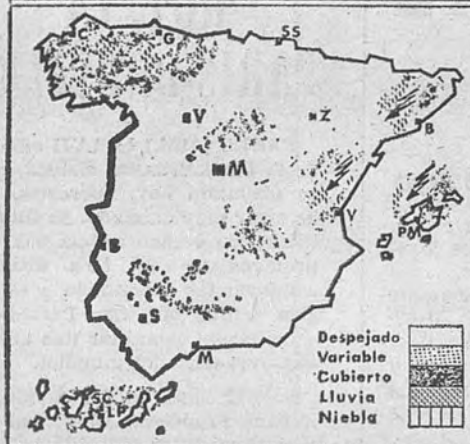 C
G
SS
V
Z
B
M
V
PM
B
S
M
SC
LP
Despejado
Variable
Cubierto
Lluvia
Niebla